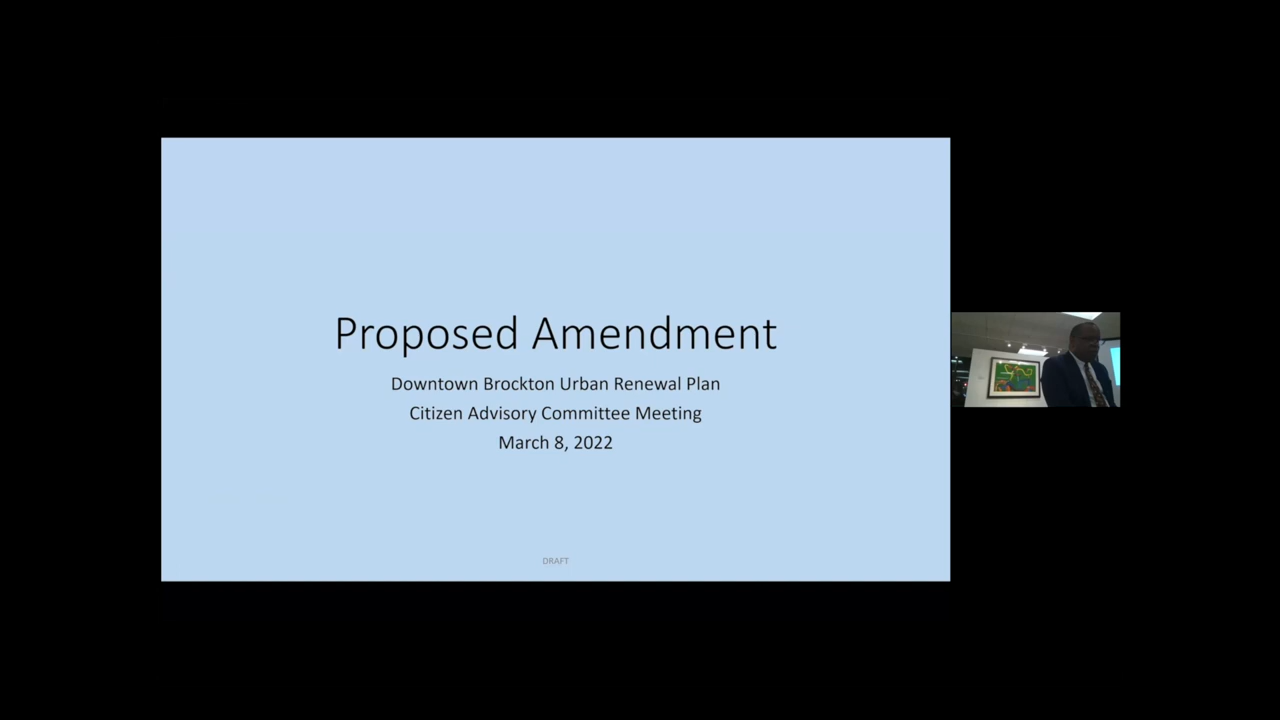 Proposed Amendment
Downtown Brockton Urban Renewal Plan
Citizen Advisory Committee Meeting
March 8, 2022
DRAFT